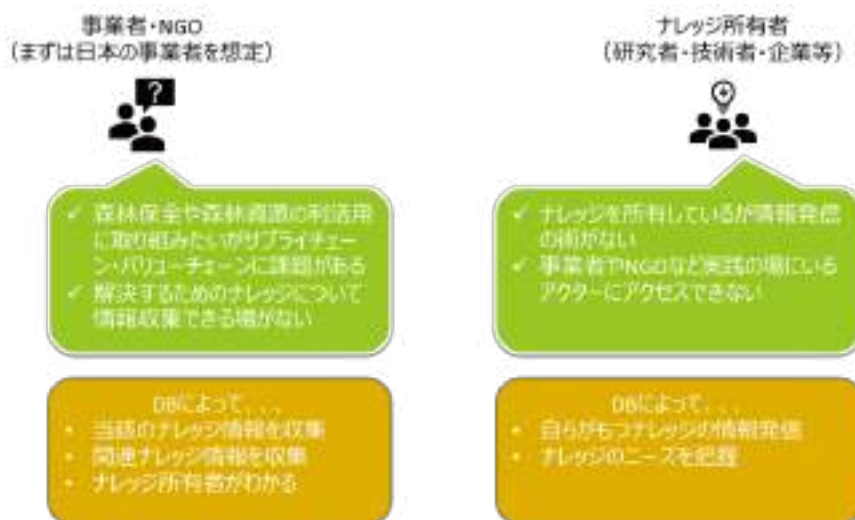 事業者・NGO
(まずは日本の事業者を想定)
?
✓ 森林保全や森林資源の利活用
に取り組みたいがサプライチェー
ン・バリューチェーンに課題がある
✓ 解決するためのナレッジについて
情報収集できる場がない
DBによって...
• 当該のナレッジ情報を収集
• 関連ナレッジ情報を収集
• ナレッジ所有者がわかる
ナレッジ所有者
(研究者・技術者・企業等)
✓ ナレッジを所有しているが情報発信
の術がない
✓ 事業者やNGOなど実践の場にいる
アクターにアクセスできない
DBによって...
• 自らがもつナレッジの情報発信
• ナレッジのニーズを把握